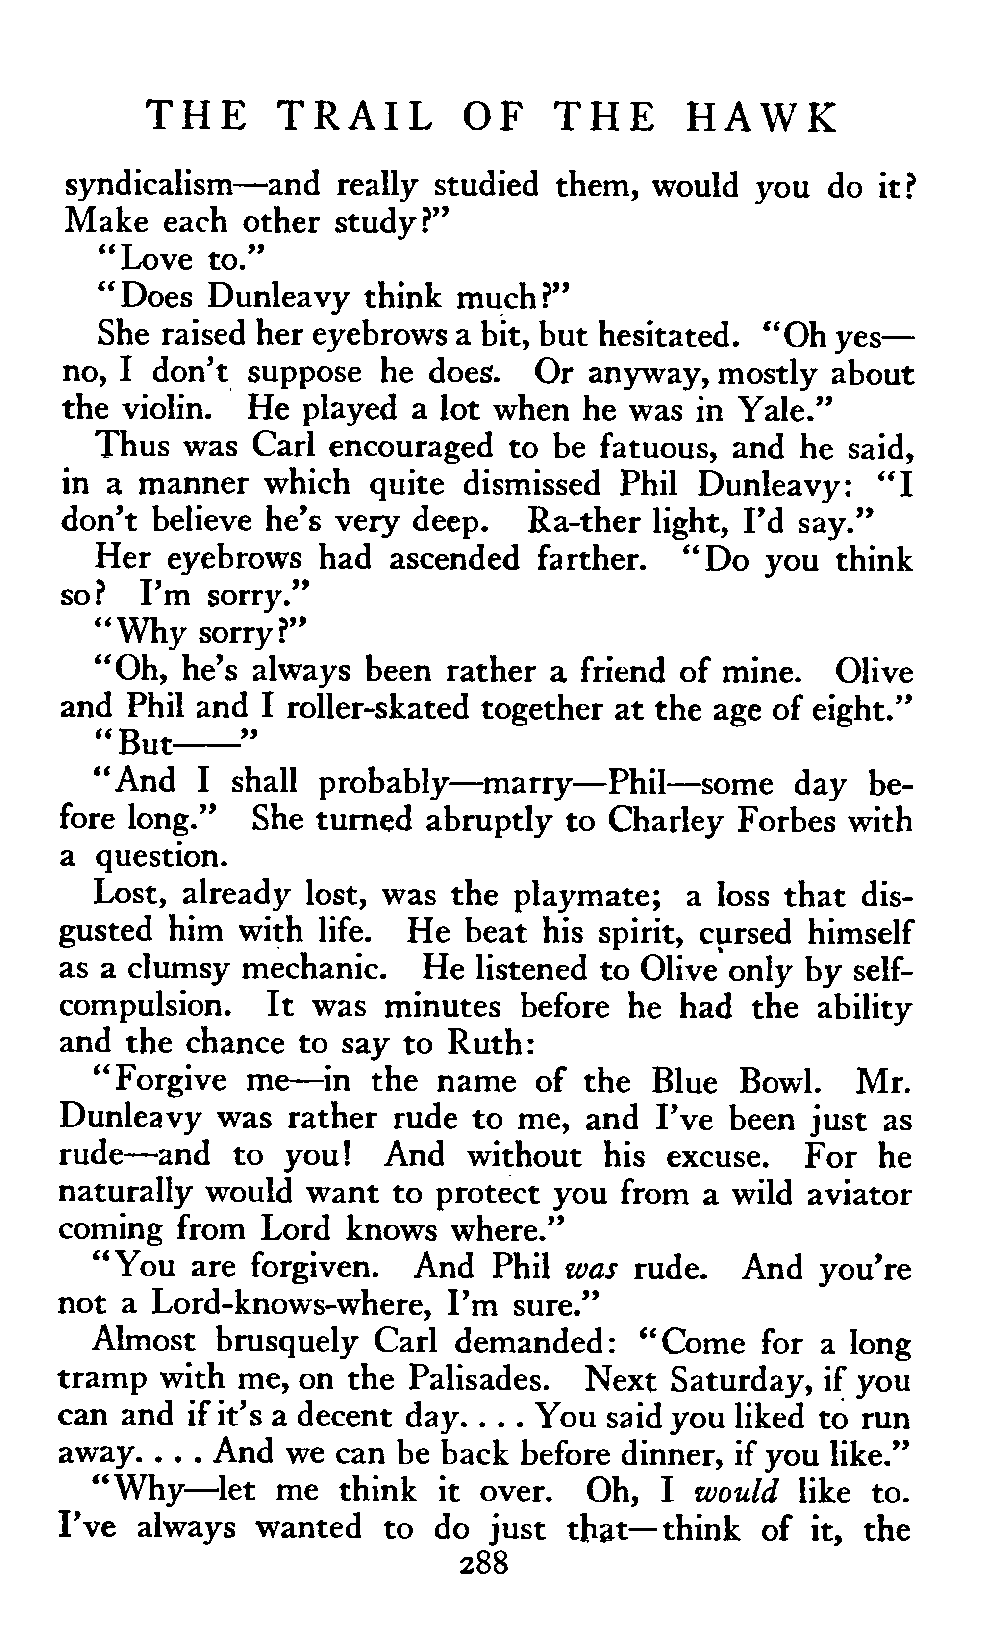 THE TRAIL OF THE HAWK
syndicalism—and really studied them, would you do it?
Make each other study?”
“Love to.”
“Does Dunleavy think much?”
She raised her eyebrows a bit, but hesitated. “Oh yes—
no, I don’t suppose he does. Or anyway, mostly about
the violin. He played a lot when he was in Yale.”
Thus was Carl encouraged to be fatuous, and he said,
in a manner which quite dismissed Phil Dunleavy: “I
don’t believe he’s very deep. Ra-ther light, I’d say.”
Her eyebrows had ascended farther. “Do you think
so? I’m sorry.”
“Why sorry?”
“Oh, he’s always been rather a friend of mine. Olive
and Phil and I roller-skated together at the age of eight.”
“But——”
“And I shall probably—marry—Phil—some day be-
fore long.” She turned abruptly to Charley Forbes with
a question.
Lost, already lost, was the playmate; a loss that dis-
gusted him with life. He beat his spirit, cursed himself
as a clumsy mechanic. He listened to Olive only by self-
compulsion. It was minutes before he had the ability
and the chance to say to Ruth:
“Forgive me—in the name of the Blue Bowl. Mr.
Dunleavy was rather rude to me, and I’ve been just as
rude—and to you! And without his excuse. For he
naturally would want to protect you from a wild aviator
coming from Lord knows where.”
“You are forgiven. And Phil was rude. And you’re
not a Lord-knows-where, I’m sure.”
Almost brusquely Carl demanded: “Come for a long
tramp with me, on the Palisades. Next Saturday, if you
can and if it’s a decent day. . . . You said you liked to run
away. . . . And we can be back before dinner, if you like.”
“Why—let me think it over. Oh, I would like to.
I’ve always wanted to do just that—think of it, the
288